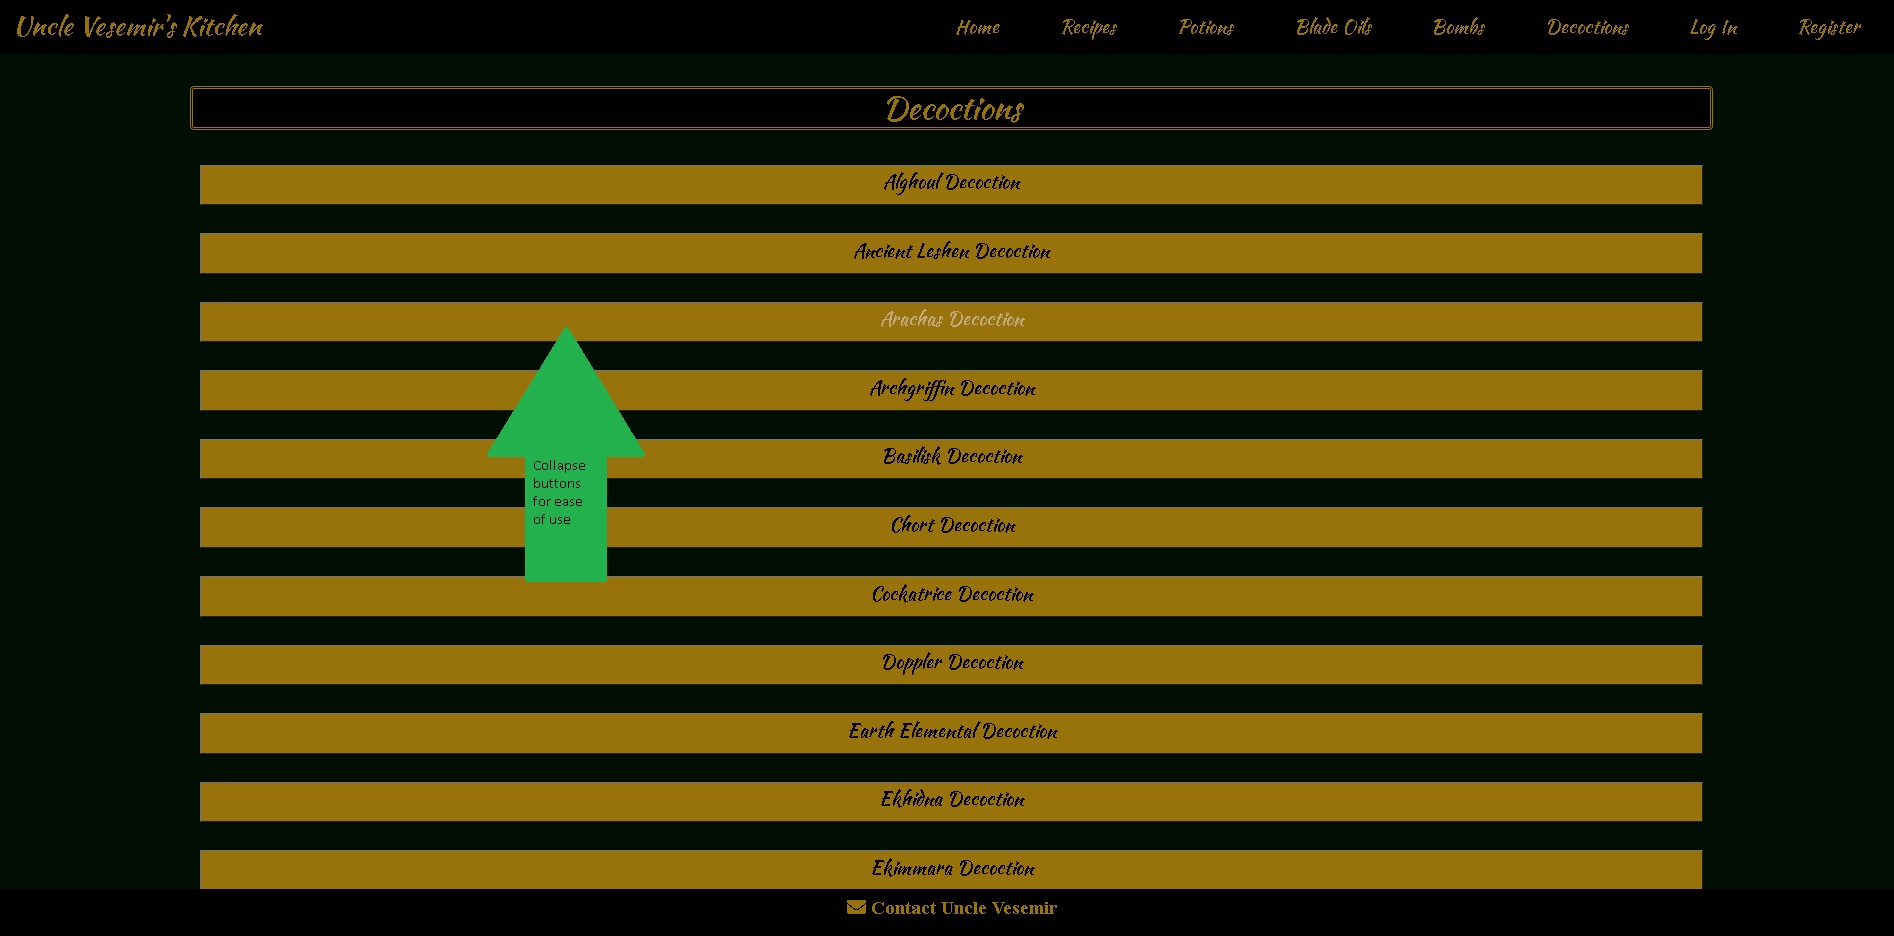 Uncle Vesemir's Kitchen
Home Recipes Potions Blade Oils Bombs Decoctions Log In Register
Decoctions
Alghoul Decoction
Ancient Leshen Decoction
Arachas Decoction
Archgriffin Decoction
Basilisk Decoction
Collapse
buttons
for ease
of use
Chort Decoction
Cockatrice Decoction
Doppler Decoction
Earth Elemental Decoction
Ekhidna Decoction
Ekimmara Decoction
Contact Uncle Vesemir